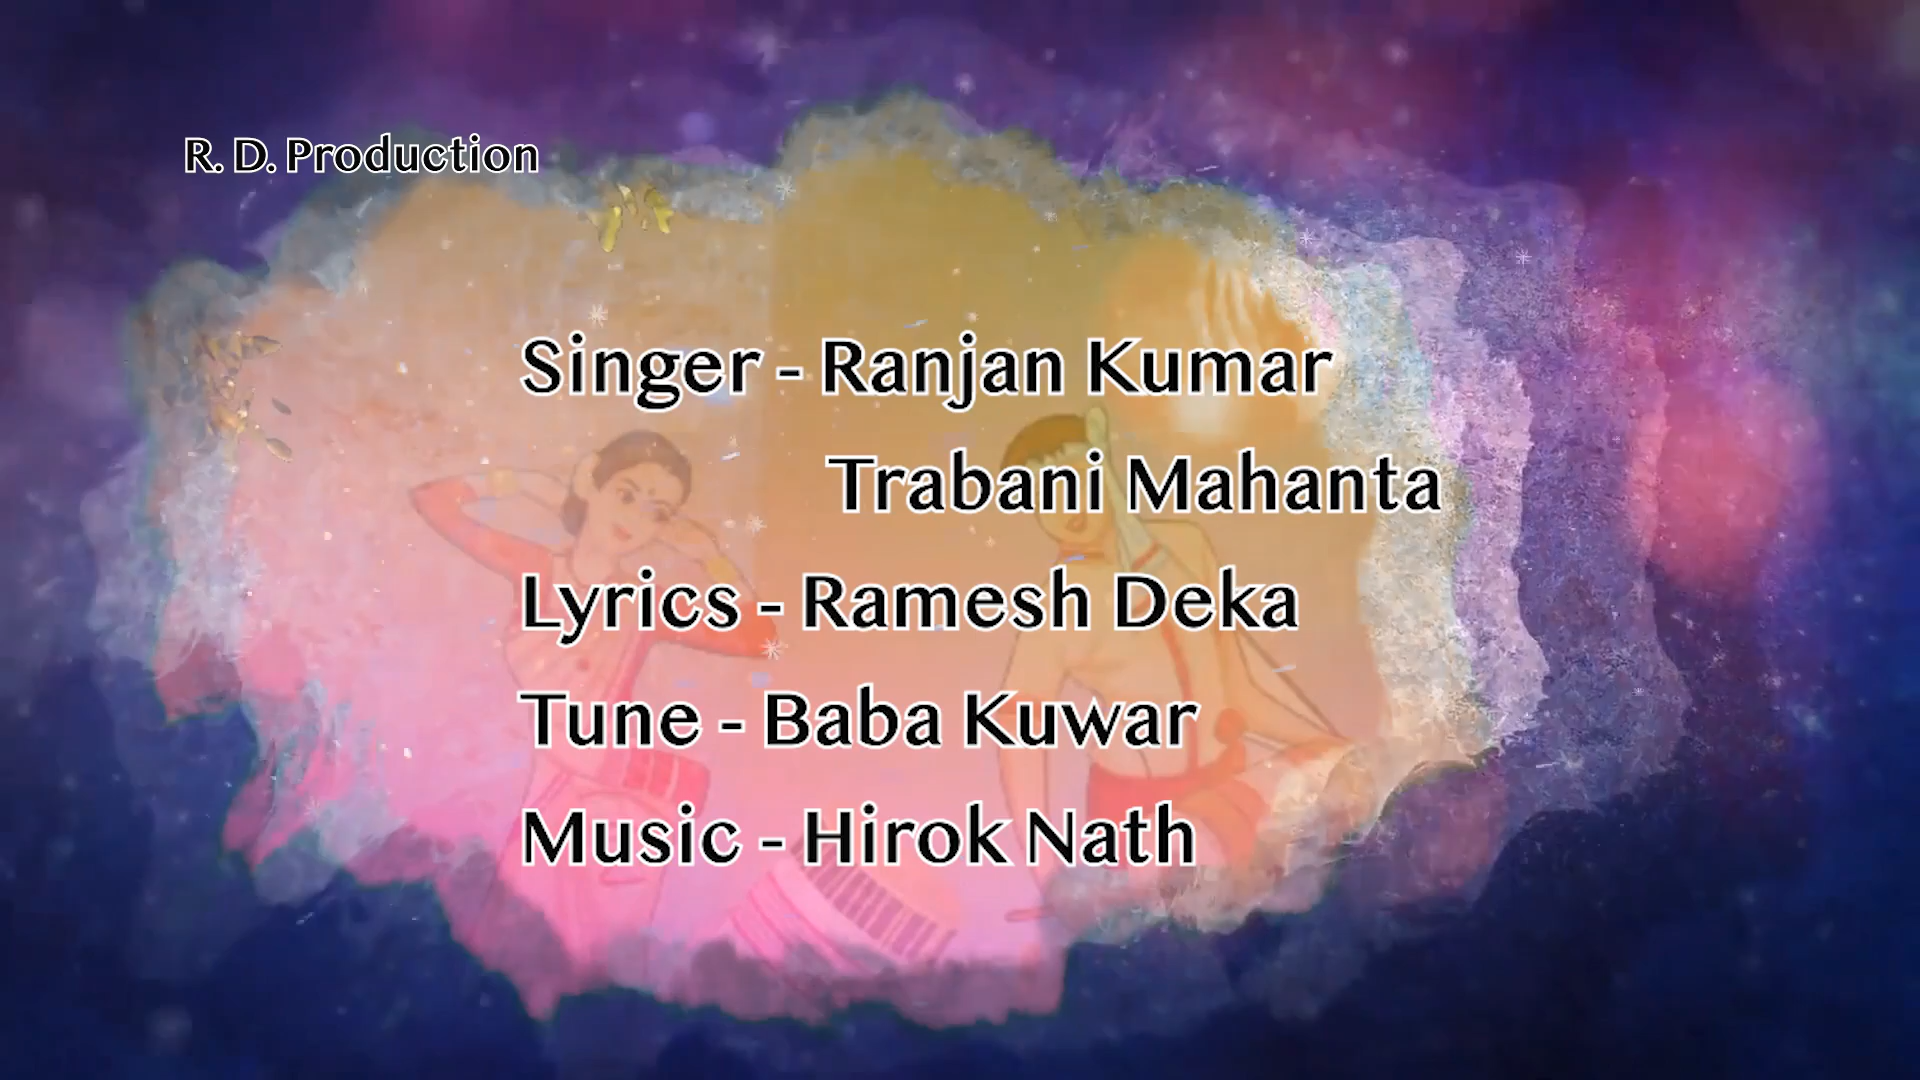 R. D. Production
Singer - Ranjan Kumar
Trabani Mahanta
Lyrics - Ramesh Deka
Tune - Baba Kuwar
Music - Hirok Nath